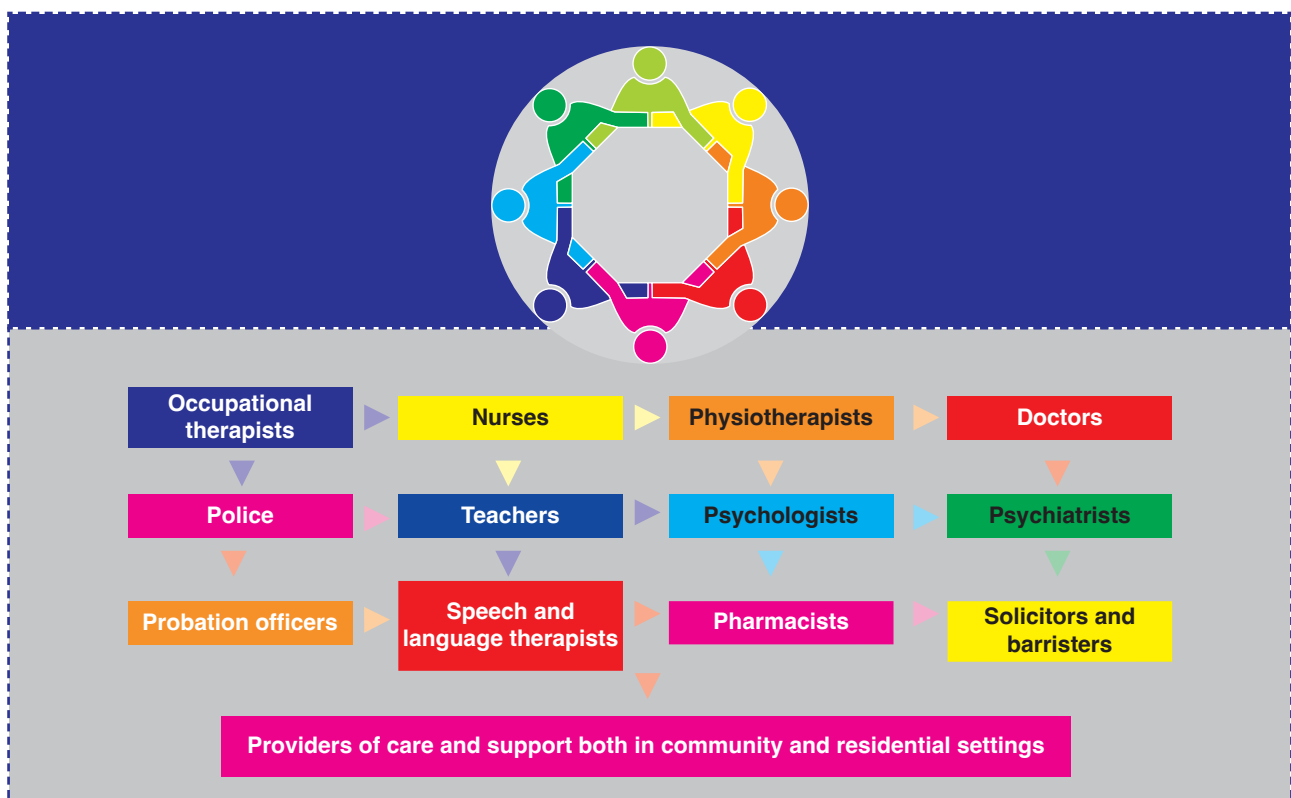 Occupational
therapists
Nurses
Physiotherapists
Doctors
Police
Teachers
Psychologists
Psychiatrists
Probation officers
Speech and
language therapists
Pharmacists
Solicitors and
barristers
Providers of care and support both in community and residential settings